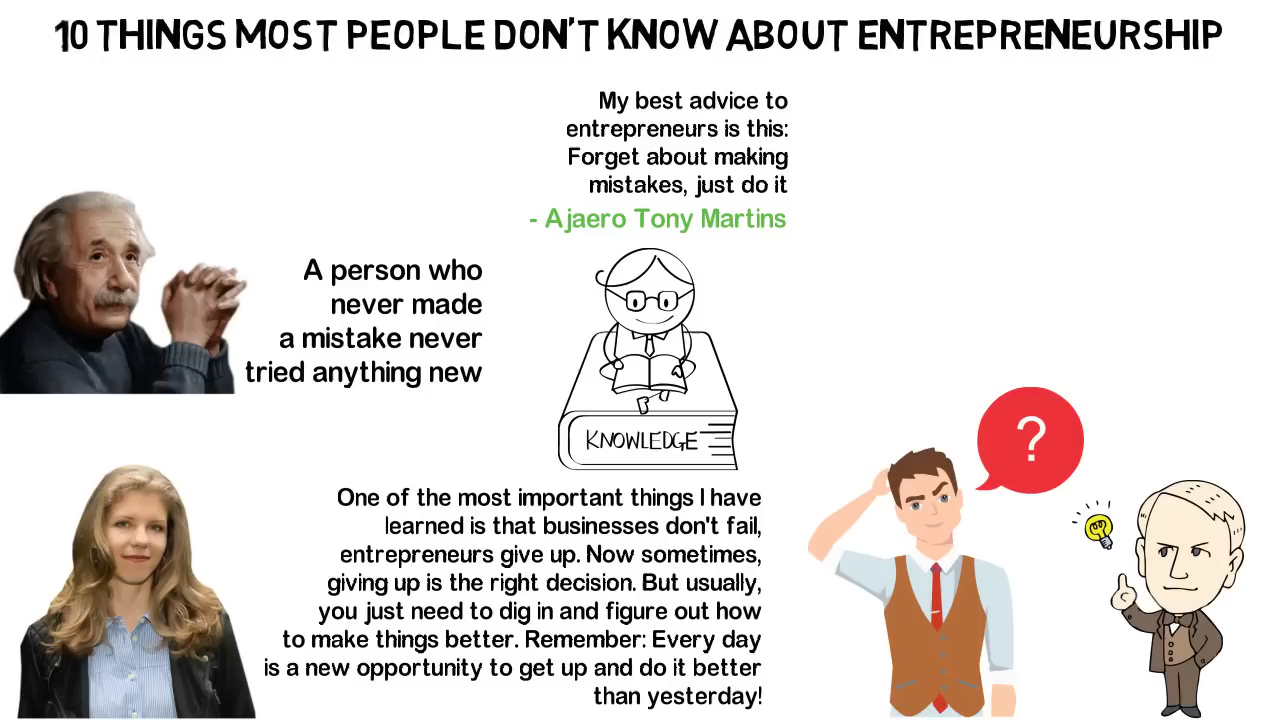 10 THINGS MOST PEOPLE DON'T KNOW ABOUT ENTREPRENEURSHIP
My best advice to
entrepreneurs is this:
Forget about making
mistakes, just do it
- Ajaero Tony Martins
A person who
never made
a mistake never
tried anything new
KNOWLEDGE
?
One of the most important things I have
learned is that businesses don't fail,
entrepreneurs give up. Now sometimes,
giving up is the right decision. But usually,
you just need to dig in and figure out how
to make things better. Remember: Every day
is a new opportunity to get up and do it better
than yesterday!